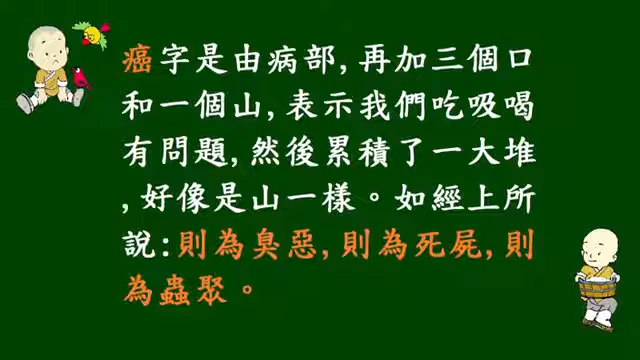 癌字是由病部,再加三個口
和一個山,表示我們吃吸喝
有問題,然後累積了一大堆
,好像是山一樣。如經上所
說:則為臭惡,則為死屍,則
為蟲聚。